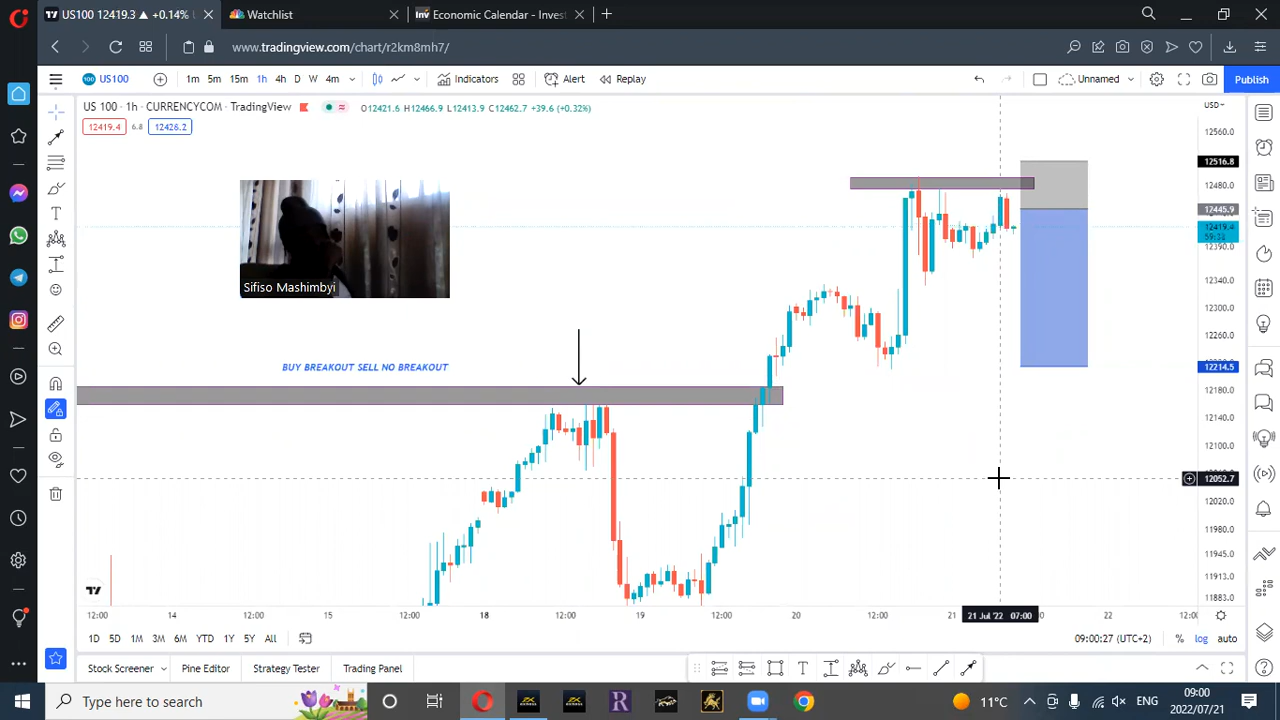 US100 12419.3 ▲ +0.14%
Watchlist
Economic Calendar - Invest
www.tradingview.com/chart/r2km8mh7/
US100
1m 5m 15m 1h 4h D W 4m
Indicators
Alert
Replay
Unnamed
Publish
US 100 · 1h · CURRENCYCOM · TradingView
O12421.6 H12466.9 L12413.9 C12462.7 +39.6 (+0.32%)
USD
12419.4
6.8
12426.2
12560.0
12516.8
12480.0
12445.9
12419.4
59:33
12390.0
12340.0
12300.0
12260.0
12214.5
12180.0
12140.0
12100.0
12052.7
12020.0
11980.0
11945.0
11913.0
11883.0
Sifiso Mashimbyi
BUY BREAKOUT SELL NO BREAKOUT
12:00 14 12:00 15 12:00 18 12:00 19 12:00 20 12:00 21 21 Jul '22 07:00 22 12:00
1D 5D 1M 3M 6M YTD 1Y 5Y All
09:00:27 (UTC+2)
% log auto
Stock Screener
Pine Editor
Strategy Tester
Trading Panel
Type here to search
11°C
ENG
09:00
2022/07/21